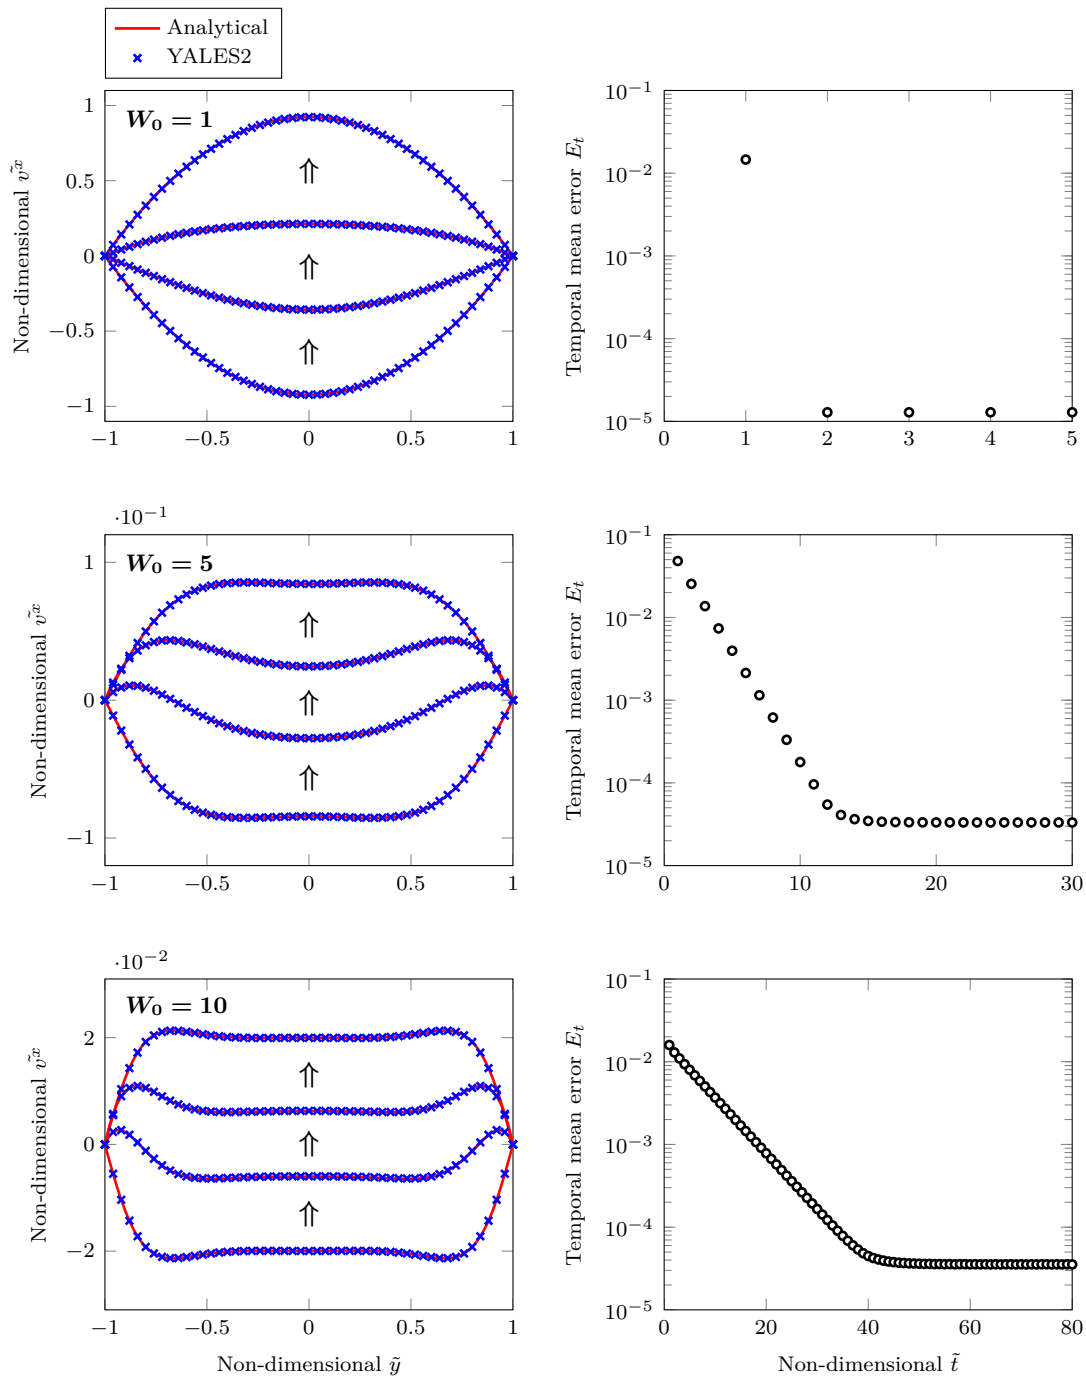 Analytical
YALES2
W₀ = 1
Non-dimensional ṽˣ
1
0.5
0
−0.5
−1
−1 −0.5 0 0.5 1
Temporal mean error Eₜ
10⁻¹
10⁻²
10⁻³
10⁻⁴
10⁻⁵
0 1 2 3 4 5
·10⁻¹
W₀ = 5
Non-dimensional ṽˣ
1
0
−1
−1 −0.5 0 0.5 1
Temporal mean error Eₜ
10⁻¹
10⁻²
10⁻³
10⁻⁴
10⁻⁵
0 10 20 30
·10⁻²
W₀ = 10
Non-dimensional ṽˣ
2
0
−2
−1 −0.5 0 0.5 1
Non-dimensional ỹ
Temporal mean error Eₜ
10⁻¹
10⁻²
10⁻³
10⁻⁴
10⁻⁵
0 20 40 60 80
Non-dimensional t̃